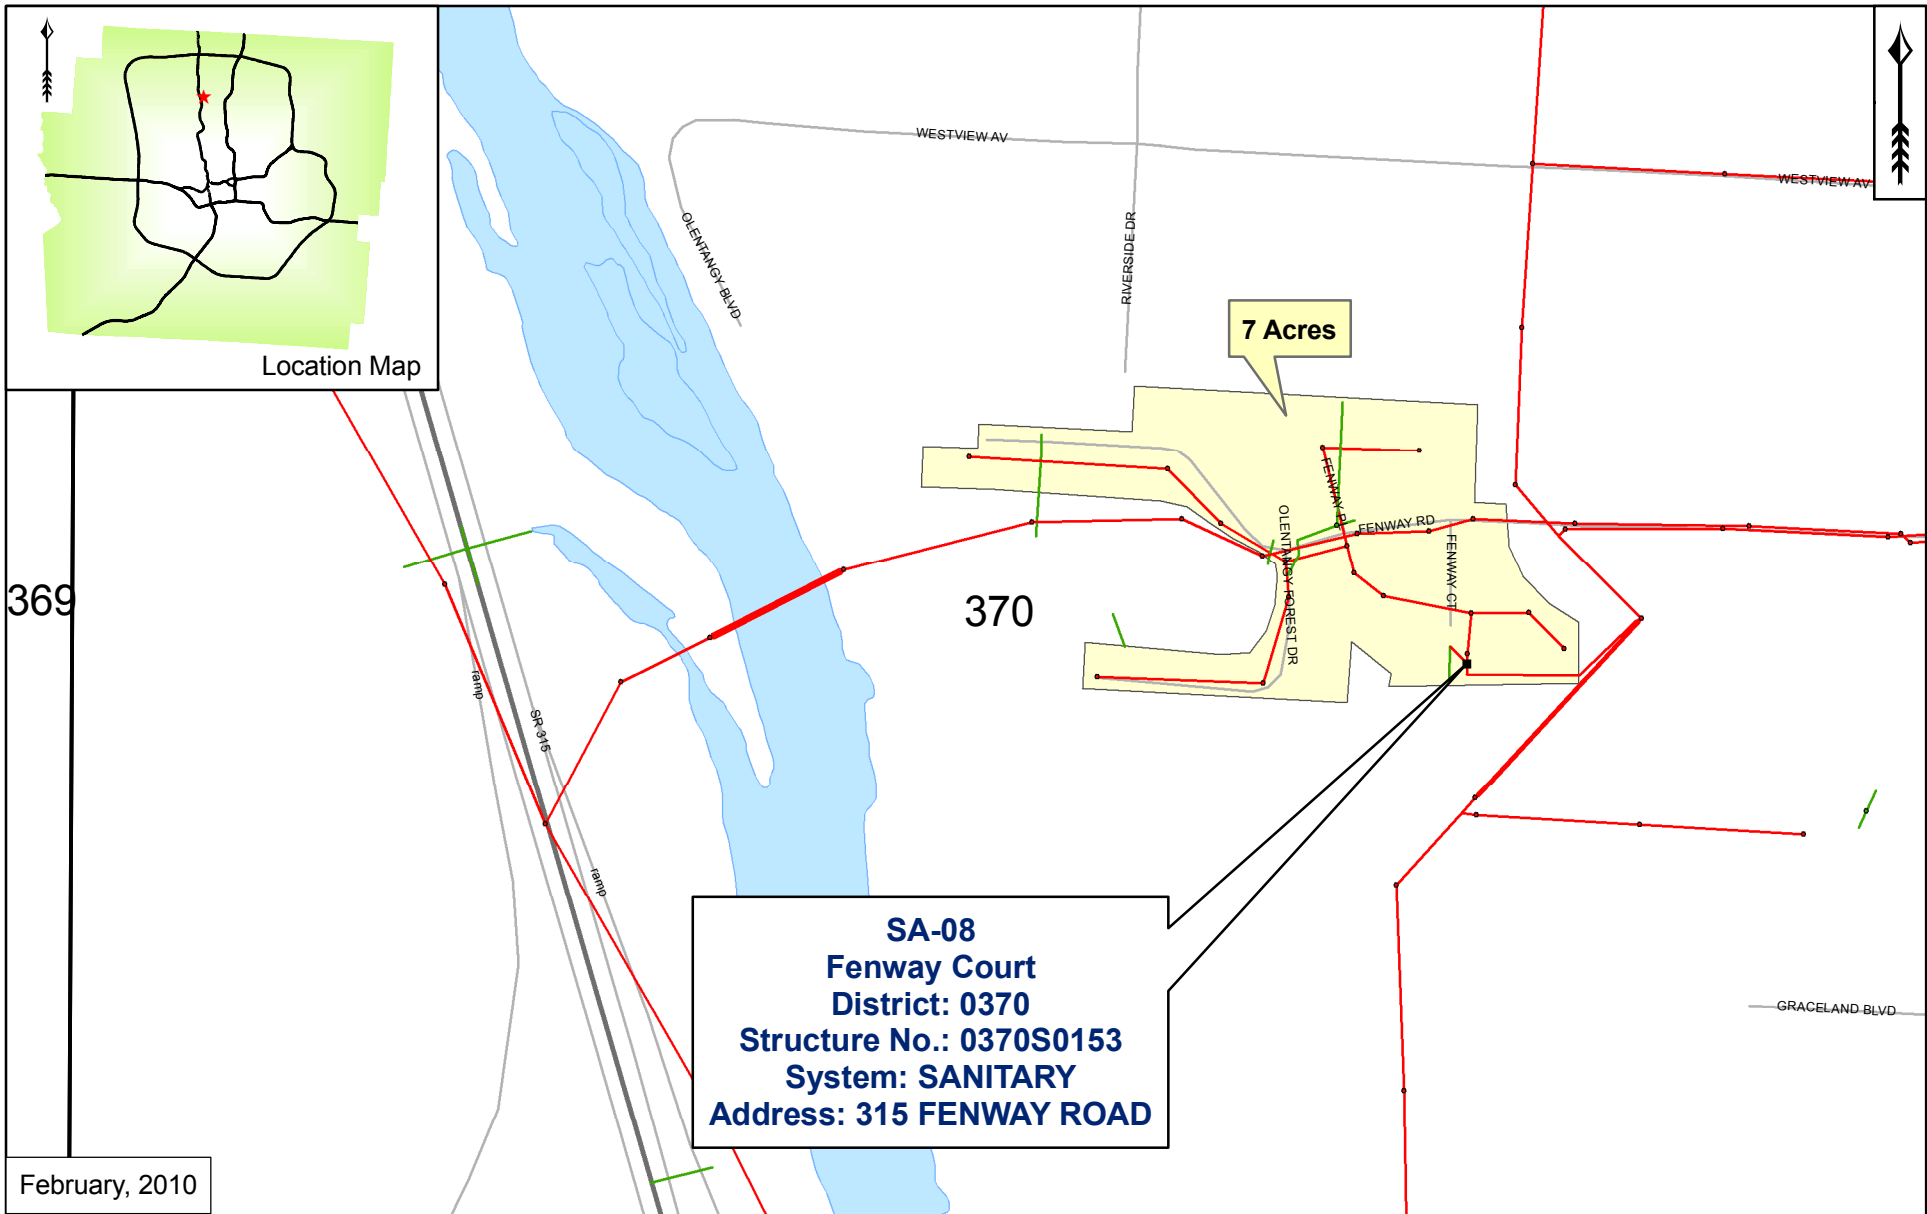 Location Map
WESTVIEW AV
WESTVIEW AV
OLENTANGY BLVD
RIVERSIDE DR
7 Acres
FENWAY PL
FENWAY RD
OLENTANGY FOREST DR
FENWAY CT
369
370
ramp
SR 315
ramp
SA-08
Fenway Court
District: 0370
Structure No.: 0370S0153
System: SANITARY
Address: 315 FENWAY ROAD
GRACELAND BLVD
February, 2010